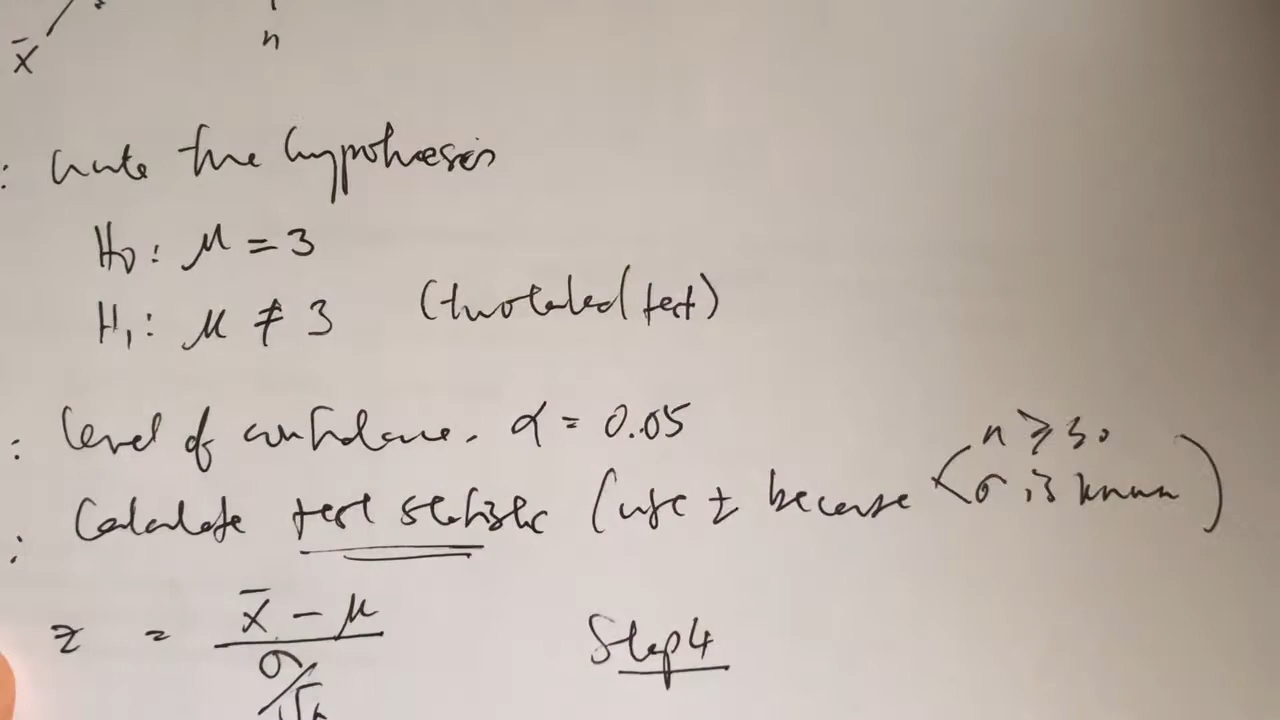 x̄
n
: write the hypothesis
H₀: μ = 3
H₁: μ ≠ 3 (two tailed test)
: level of confidence. α = 0.05
n ≥ 30
: Calculate test statistic (use z because < σ is known)
z = x̄ - μ
σ/√n
Step 4